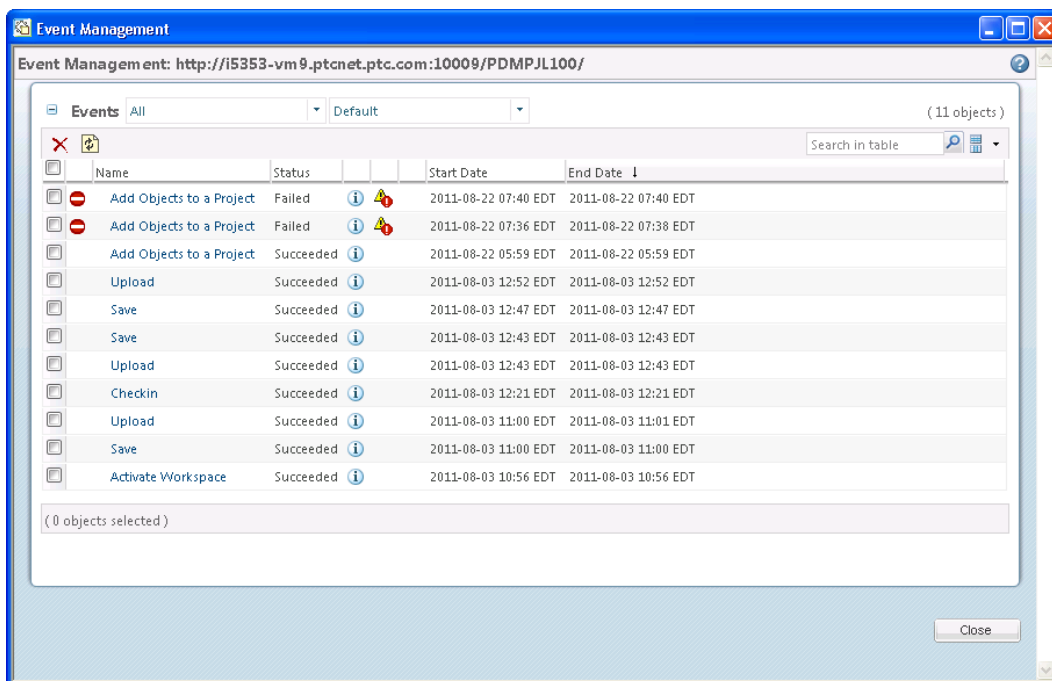 Event Management
Event Management: http://i5353-vm9.ptcnet.ptc.com:10009/PDMPJL100/
Events All Default (11 objects)
Search in table
Name Status Start Date End Date
Add Objects to a Project Failed 2011-08-22 07:40 EDT 2011-08-22 07:40 EDT
Add Objects to a Project Failed 2011-08-22 07:36 EDT 2011-08-22 07:38 EDT
Add Objects to a Project Succeeded 2011-08-22 05:59 EDT 2011-08-22 05:59 EDT
Upload Succeeded 2011-08-03 12:52 EDT 2011-08-03 12:52 EDT
Save Succeeded 2011-08-03 12:47 EDT 2011-08-03 12:47 EDT
Save Succeeded 2011-08-03 12:43 EDT 2011-08-03 12:43 EDT
Upload Succeeded 2011-08-03 12:43 EDT 2011-08-03 12:43 EDT
Checkin Succeeded 2011-08-03 12:21 EDT 2011-08-03 12:21 EDT
Upload Succeeded 2011-08-03 11:00 EDT 2011-08-03 11:01 EDT
Save Succeeded 2011-08-03 11:00 EDT 2011-08-03 11:00 EDT
Activate Workspace Succeeded 2011-08-03 10:56 EDT 2011-08-03 10:56 EDT
(0 objects selected)
Close